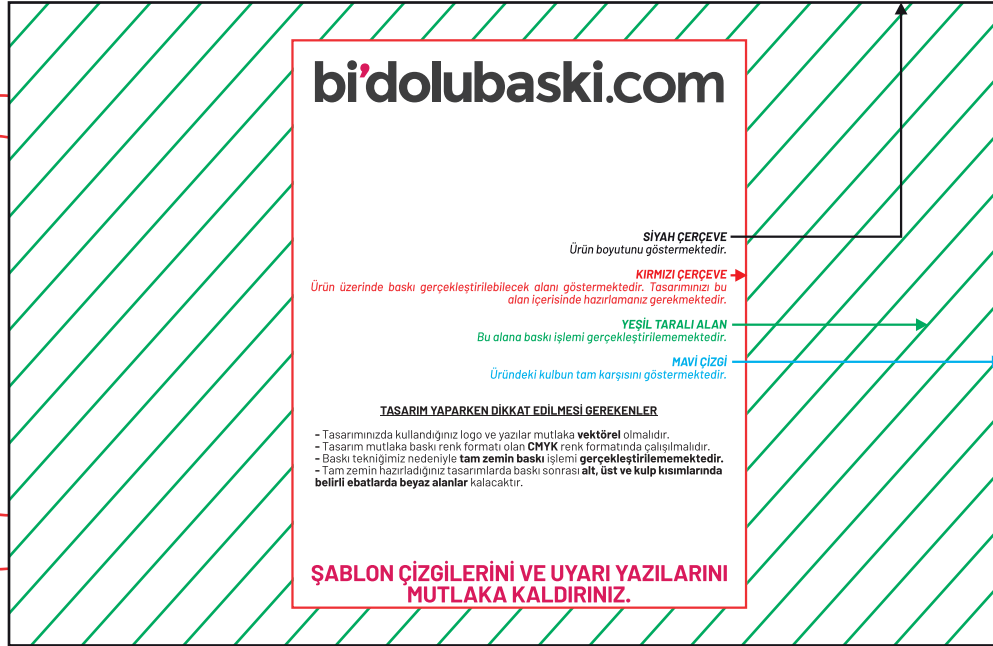 bi'dolubaski.com
SİYAH ÇERÇEVE
Ürün boyutunu göstermektedir.
KIRMIZI ÇERÇEVE
Ürün üzerinde baskı gerçekleştirilebilecek alanı göstermektedir. Tasarımınızı bu
alan içerisinde hazırlamanız gerekmektedir.
YEŞİL TARALI ALAN
Bu alana baskı işlemi gerçekleştirilememektedir.
MAVİ ÇİZGİ
Üründeki kulbun tam karşısını göstermektedir.
TASARIM YAPARKEN DİKKAT EDİLMESİ GEREKENLER
- Tasarımınızda kullandığınız logo ve yazılar mutlaka vektörel olmalıdır.
- Tasarım mutlaka baskı renk formatı olan CMYK renk formatında çalışılmalıdır.
- Baskı tekniğimiz nedeniyle tam zemin baskı işlemi gerçekleştirilememektedir.
- Tam zemin hazırladığınız tasarımlarda baskı sonrası alt, üst ve kulp kısımlarında
belirli ebatlarda beyaz alanlar kalacaktır.
ŞABLON ÇİZGİLERİNİ VE UYARI YAZILARINI
MUTLAKA KALDIRINIZ.